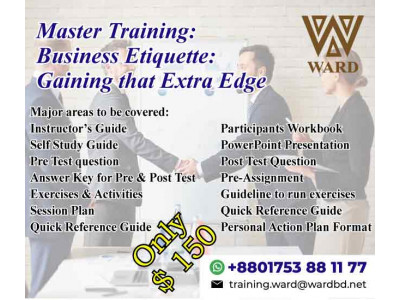 Master Training:
Business Etiquette:
Gaining that Extra Edge
WARD
Major areas to be covered:
Instructor's Guide
Self Study Guide
Pre Test question
Answer Key for Pre & Post Test
Exercises & Activities
Session Plan
Quick Reference Guide
Participants Workbook
PowerPoint Presentation
Post Test Question
Pre-Assignment
Guideline to run exercises
Quick Reference Guide
Personal Action Plan Format
Only
$ 150
+8801753 88 11 77
training.ward@wardbd.net